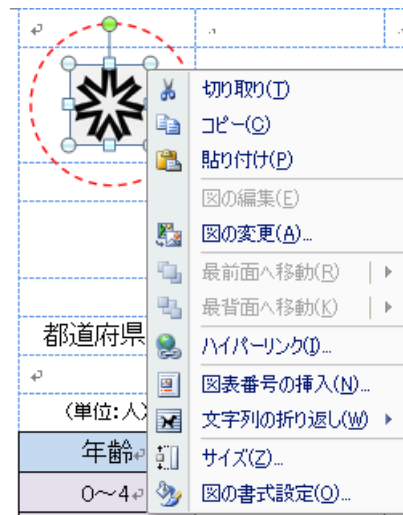 切り取り(T)
コピー(C)
貼り付け(P)
図の編集(E)
図の変更(A)...
最前面へ移動(R)
最背面へ移動(K)
ハイパーリンク(I)...
図表番号の挿入(N)...
文字列の折り返し(W)
サイズ(Z)...
図の書式設定(O)...
都道府県
(単位:人)
年齢
0～4